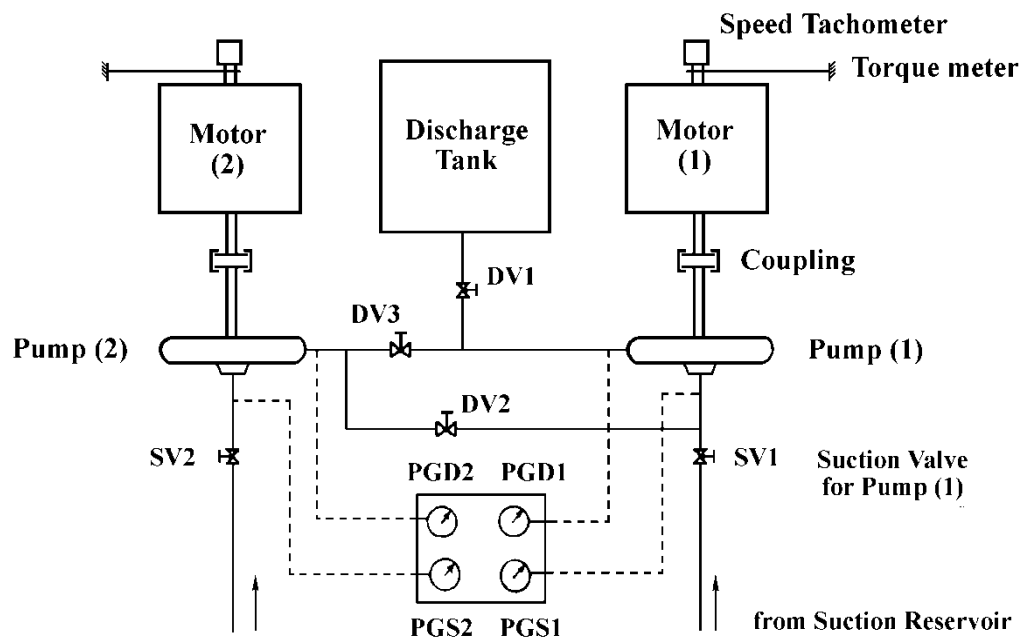 Speed Tachometer
Torque meter
Motor
(2)
Discharge
Tank
Motor
(1)
Coupling
DV1
DV3
Pump (2)
Pump (1)
DV2
SV2
SV1
Suction Valve
for Pump (1)
PGD2
PGD1
PGS2
PGS1
from Suction Reservoir